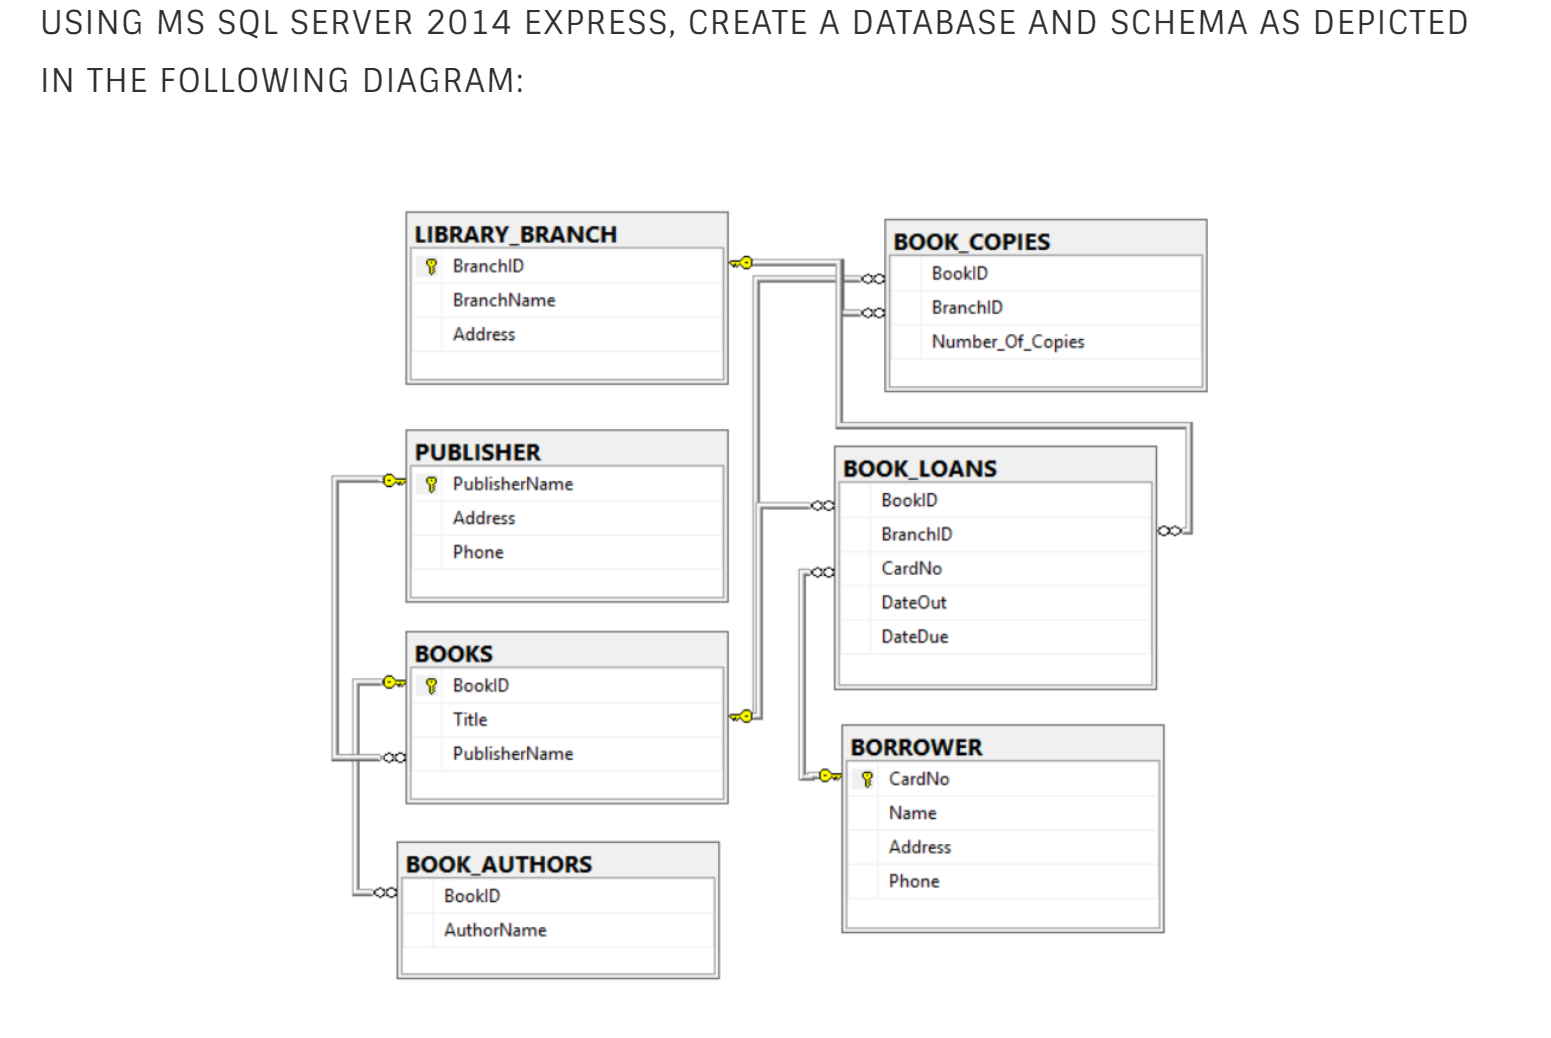 USING MS SQL SERVER 2014 EXPRESS, CREATE A DATABASE AND SCHEMA AS DEPICTED
IN THE FOLLOWING DIAGRAM:
LIBRARY_BRANCH
BranchID
BranchName
Address
BOOK_COPIES
BookID
BranchID
Number_Of_Copies
PUBLISHER
PublisherName
Address
Phone
BOOK_LOANS
BookID
BranchID
CardNo
DateOut
DateDue
BOOKS
BookID
Title
PublisherName
BORROWER
CardNo
Name
Address
Phone
BOOK_AUTHORS
BookID
AuthorName